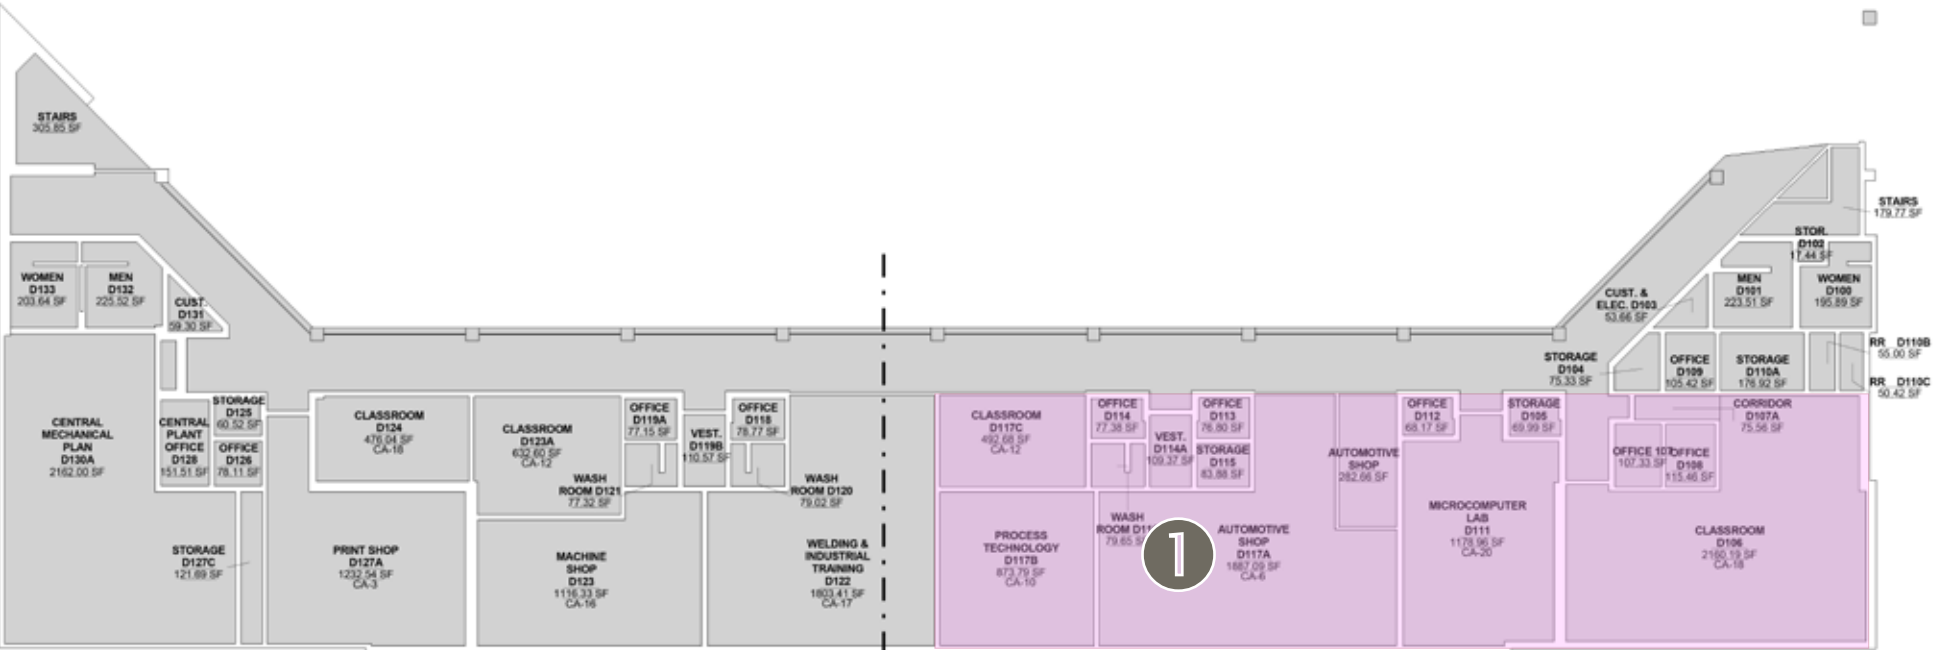 STAIRS
305.85 SF
WOMEN
D133
203.64 SF
MEN
D132
225.52 SF
CUST.
D131
59.30 SF
CENTRAL
MECHANICAL
PLAN
D130A
2162.00 SF
CENTRAL
PLANT
OFFICE
D128
151.51 SF
STORAGE
D125
60.52 SF
OFFICE
D126
78.11 SF
STORAGE
D127C
121.69 SF
CLASSROOM
D124
476.04 SF
CA-18
PRINT SHOP
D127A
1232.54 SF
CA-3
CLASSROOM
D123A
632.60 SF
CA-12
OFFICE
D119A
77.15 SF
VEST.
D119B
110.57 SF
OFFICE
D118
78.77 SF
WASH
ROOM D121
77.32 SF
WASH
ROOM D120
79.02 SF
MACHINE
SHOP
D123
1116.33 SF
CA-16
WELDING &
INDUSTRIAL
TRAINING
D122
1803.41 SF
CA-17
CLASSROOM
D117C
492.68 SF
CA-12
OFFICE
D114
77.38 SF
VEST.
D114A
109.37 SF
OFFICE
D113
76.80 SF
STORAGE
D115
83.88 SF
WASH
ROOM
79.65
PROCESS
TECHNOLOGY
D117B
873.79 SF
CA-10
1
AUTOMOTIVE
SHOP
D117A
1887.09 SF
CA-6
AUTOMOTIVE
SHOP
282.66 SF
OFFICE
D112
68.17 SF
STORAGE
D105
69.99 SF
MICROCOMPUTER
LAB
D111
1178.96 SF
CA-20
STORAGE
D104
75.33 SF
CUST. &
ELEC. D103
53.66 SF
OFFICE
D109
105.42 SF
STORAGE
D110A
176.92 SF
MEN
D101
223.51 SF
STOR.
D102
17.44 SF
WOMEN
D100
195.89 SF
STAIRS
179.77 SF
RR D110B
55.00 SF
RR D110C
50.42 SF
CORRIDOR
D107A
75.56 SF
OFFICE 107
107.33 SF
OFFICE
D108
115.46 SF
CLASSROOM
D106
2160.19 SF
CA-18